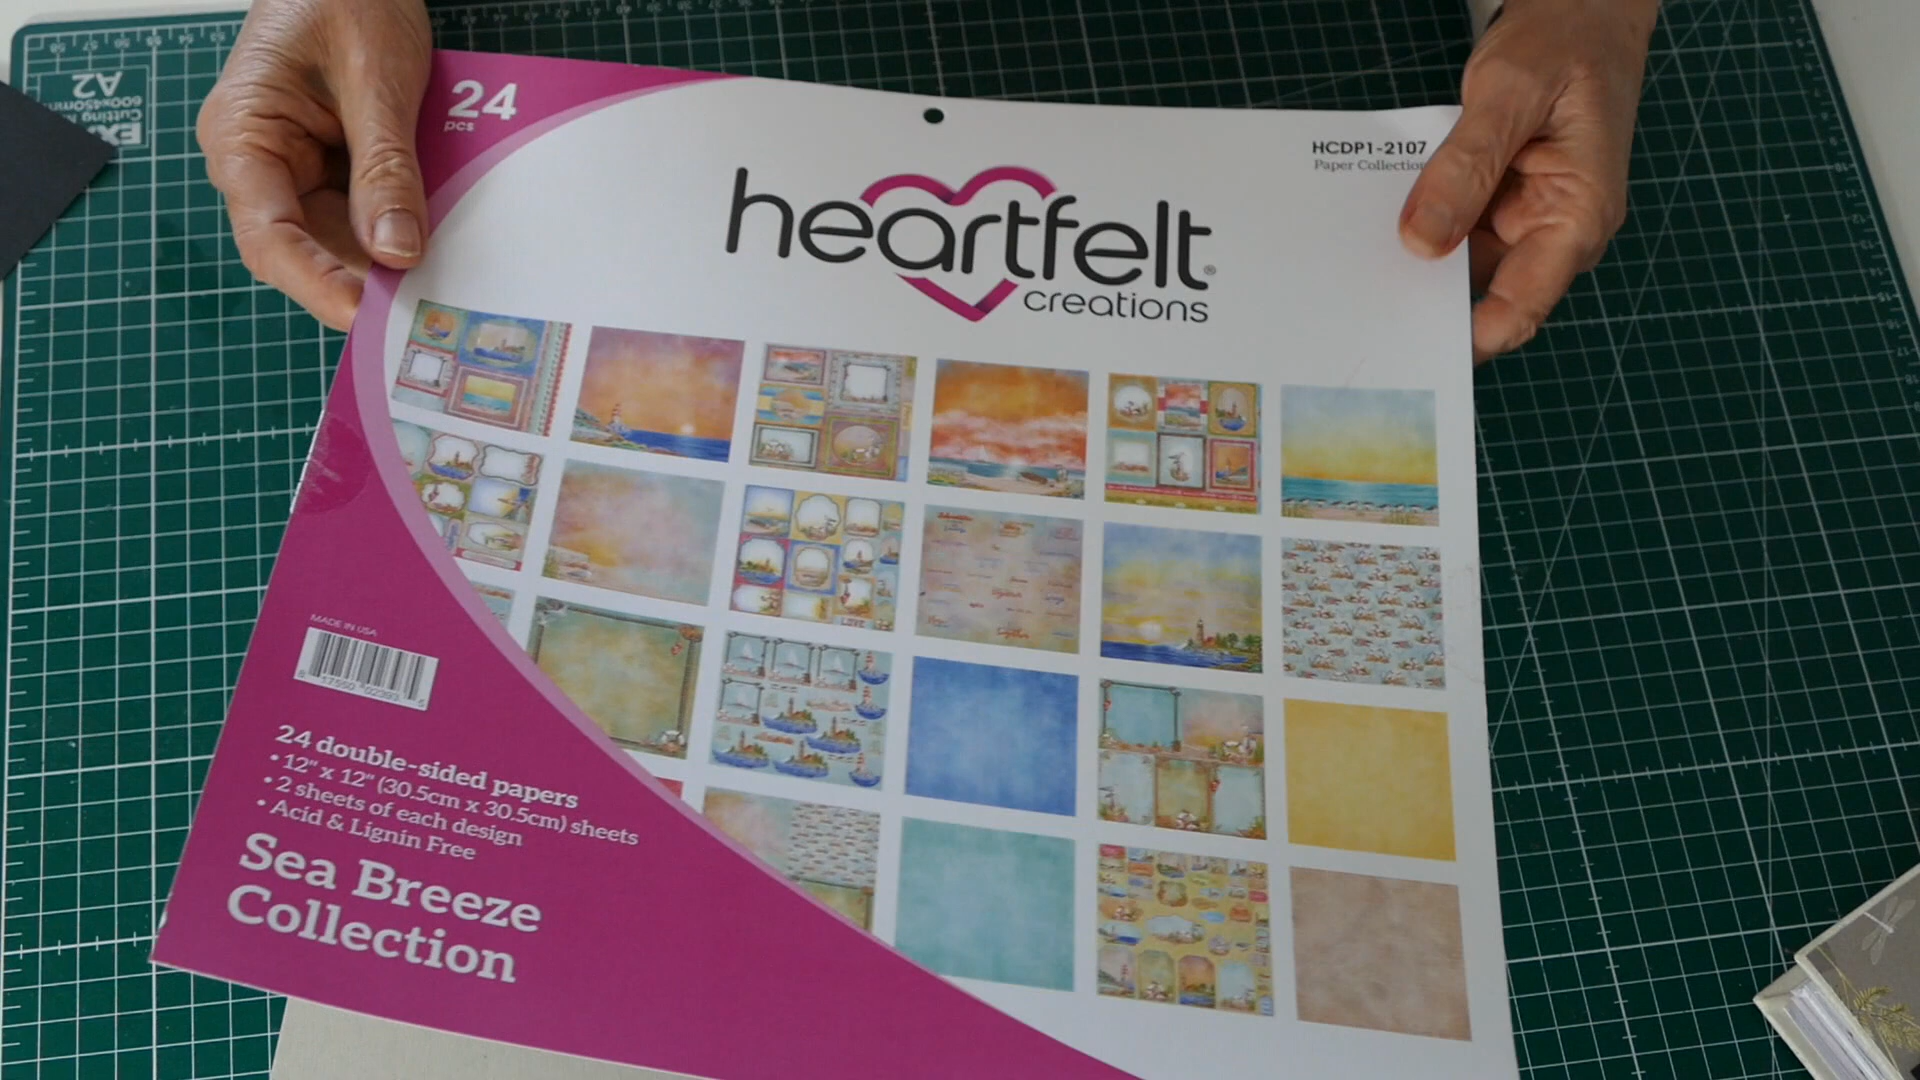 24
pcs
HCDP1-2107
Paper Collection
heartfelt®
creations
MADE IN USA
24 double-sided papers
• 12" x 12" (30.5cm x 30.5cm) sheets
• 2 sheets of each design
• Acid & Lignin Free
Sea Breeze
Collection
A2
LOVE